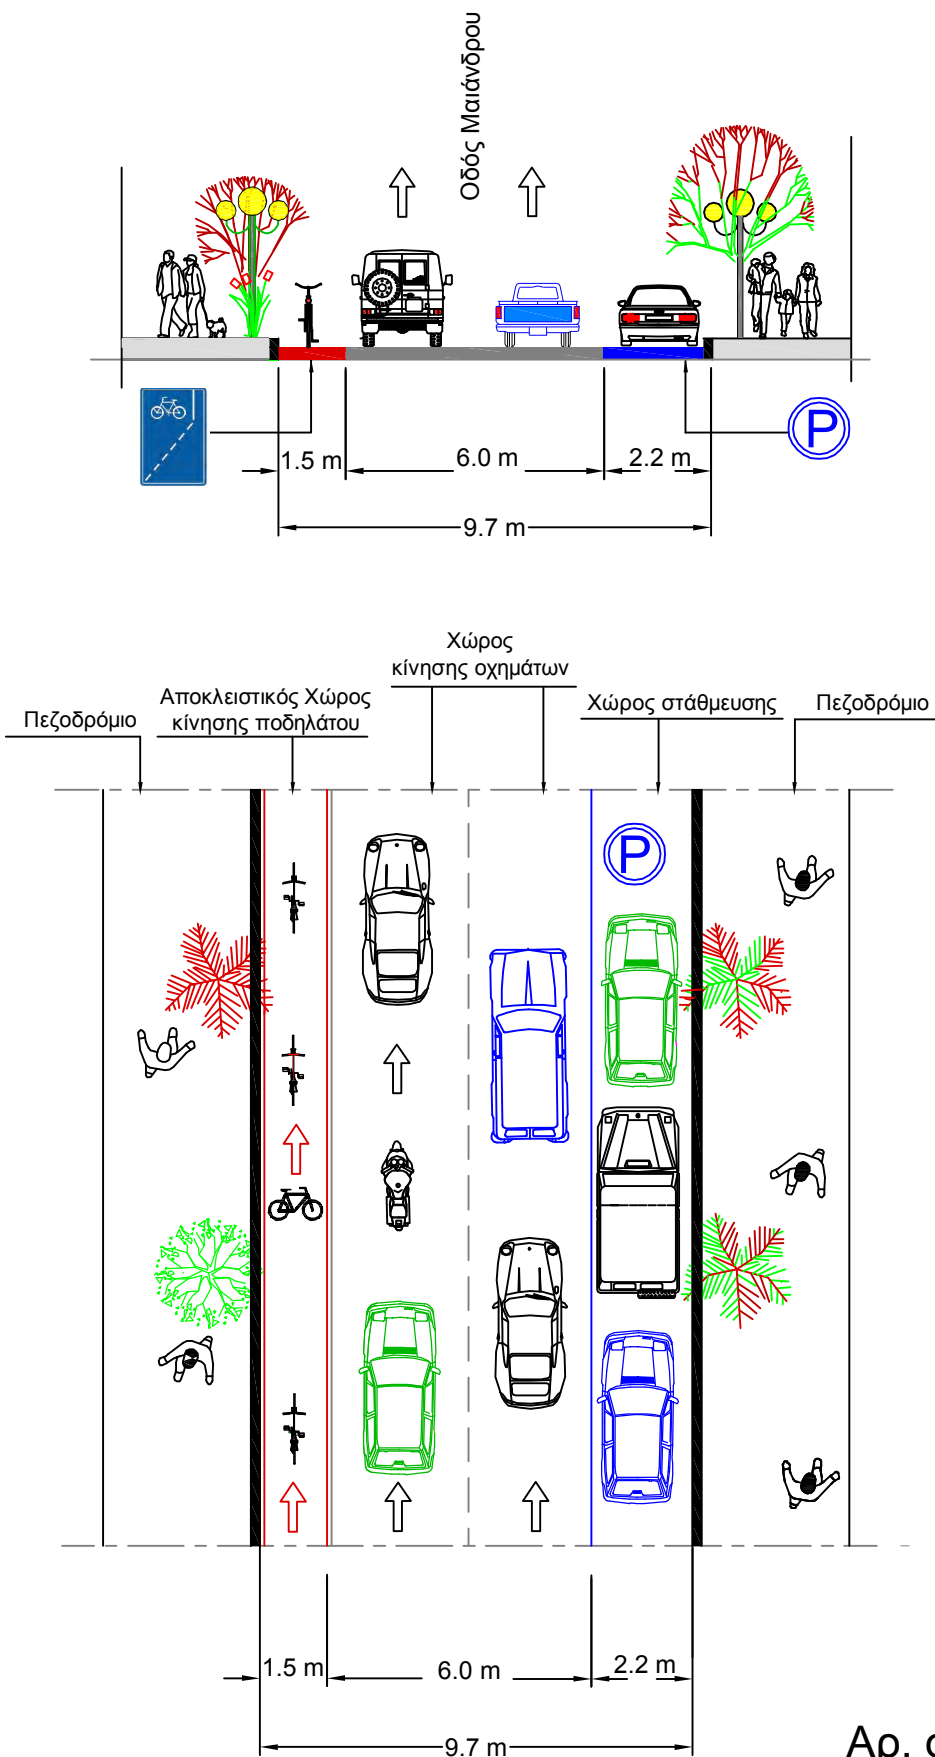 Οδός Μαιάνδρου
P
1.5 m
6.0 m
2.2 m
9.7 m
Χώρος
κίνησης οχημάτων
Αποκλειστικός Χώρος
κίνησης ποδηλάτου
Χώρος στάθμευσης
Πεζοδρόμιο
Πεζοδρόμιο
P
1.5 m
6.0 m
2.2 m
9.7 m
Αρ.